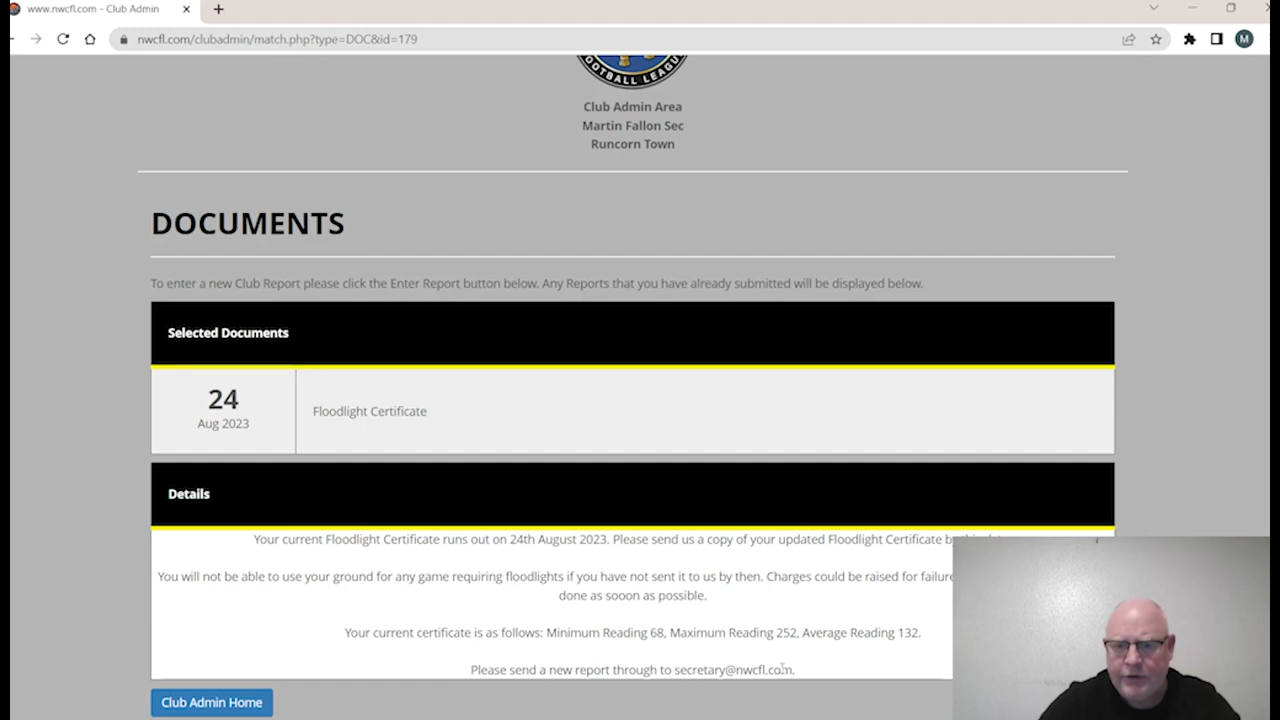 www.nwcfl.com - Club Admin
nwcfl.com/clubadmin/match.php?type=DOC&id=179
M
OOTBALL LEAGU
Club Admin Area
Martin Fallon Sec
Runcorn Town
DOCUMENTS
To enter a new Club Report please click the Enter Report button below. Any Reports that you have already submitted will be displayed below.
Selected Documents
24
Aug 2023
Floodlight Certificate
Details
Your current Floodlight Certificate runs out on 24th August 2023. Please send us a copy of your updated Floodlight Certificate
You will not be able to use your ground for any game requiring floodlights if you have not sent it to us by then. Charges could be raised for failure
done as sooon as possible.
Your current certificate is as follows: Minimum Reading 68, Maximum Reading 252, Average Reading 132.
Please send a new report through to secretary@nwcfl.com.
Club Admin Home